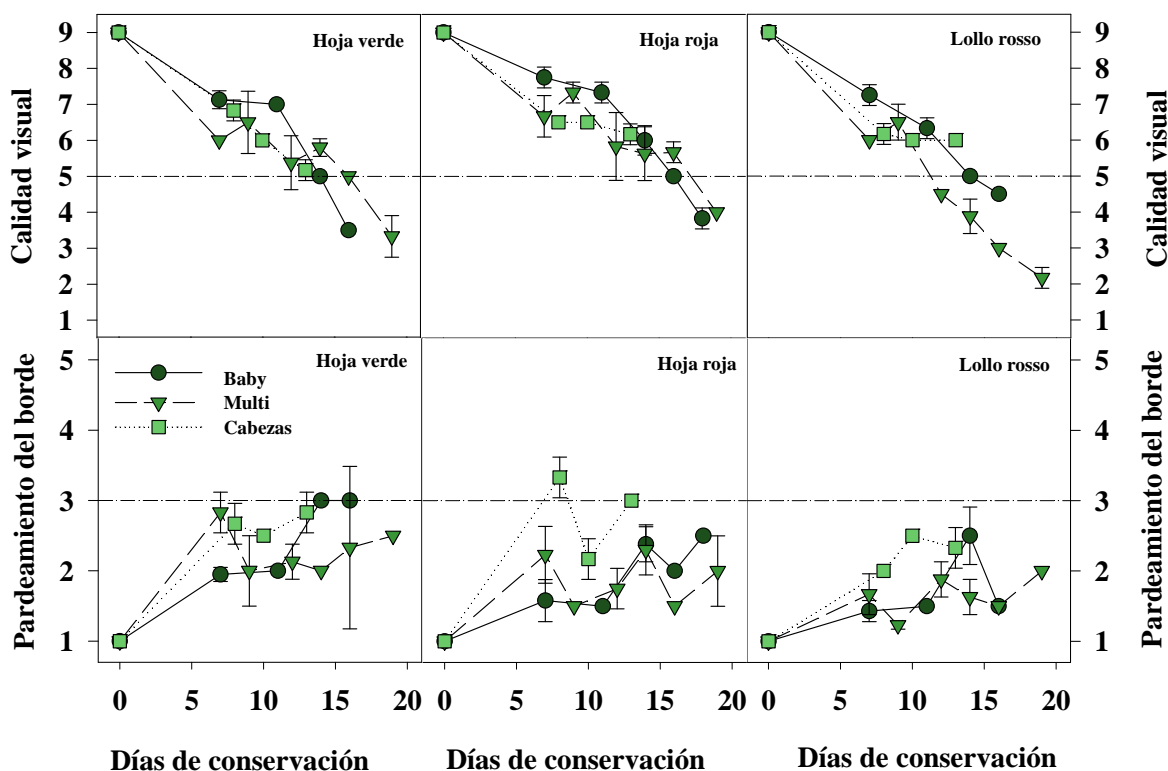 Calidad visual
9
8
7
6
5
4
3
2
1
Hoja verde
Hoja roja
Lollo rosso
9
8
7
6
5
4
3
2
1
Calidad visual
Pardeamiento del borde
5
4
3
2
1
Hoja verde
Baby
Multi
Cabezas
Hoja roja
Lollo rosso
5
4
3
2
1
Pardeamiento del borde
0 5 10 15 20 0 5 10 15 20 0 5 10 15 20
Días de conservación Días de conservación Días de conservación